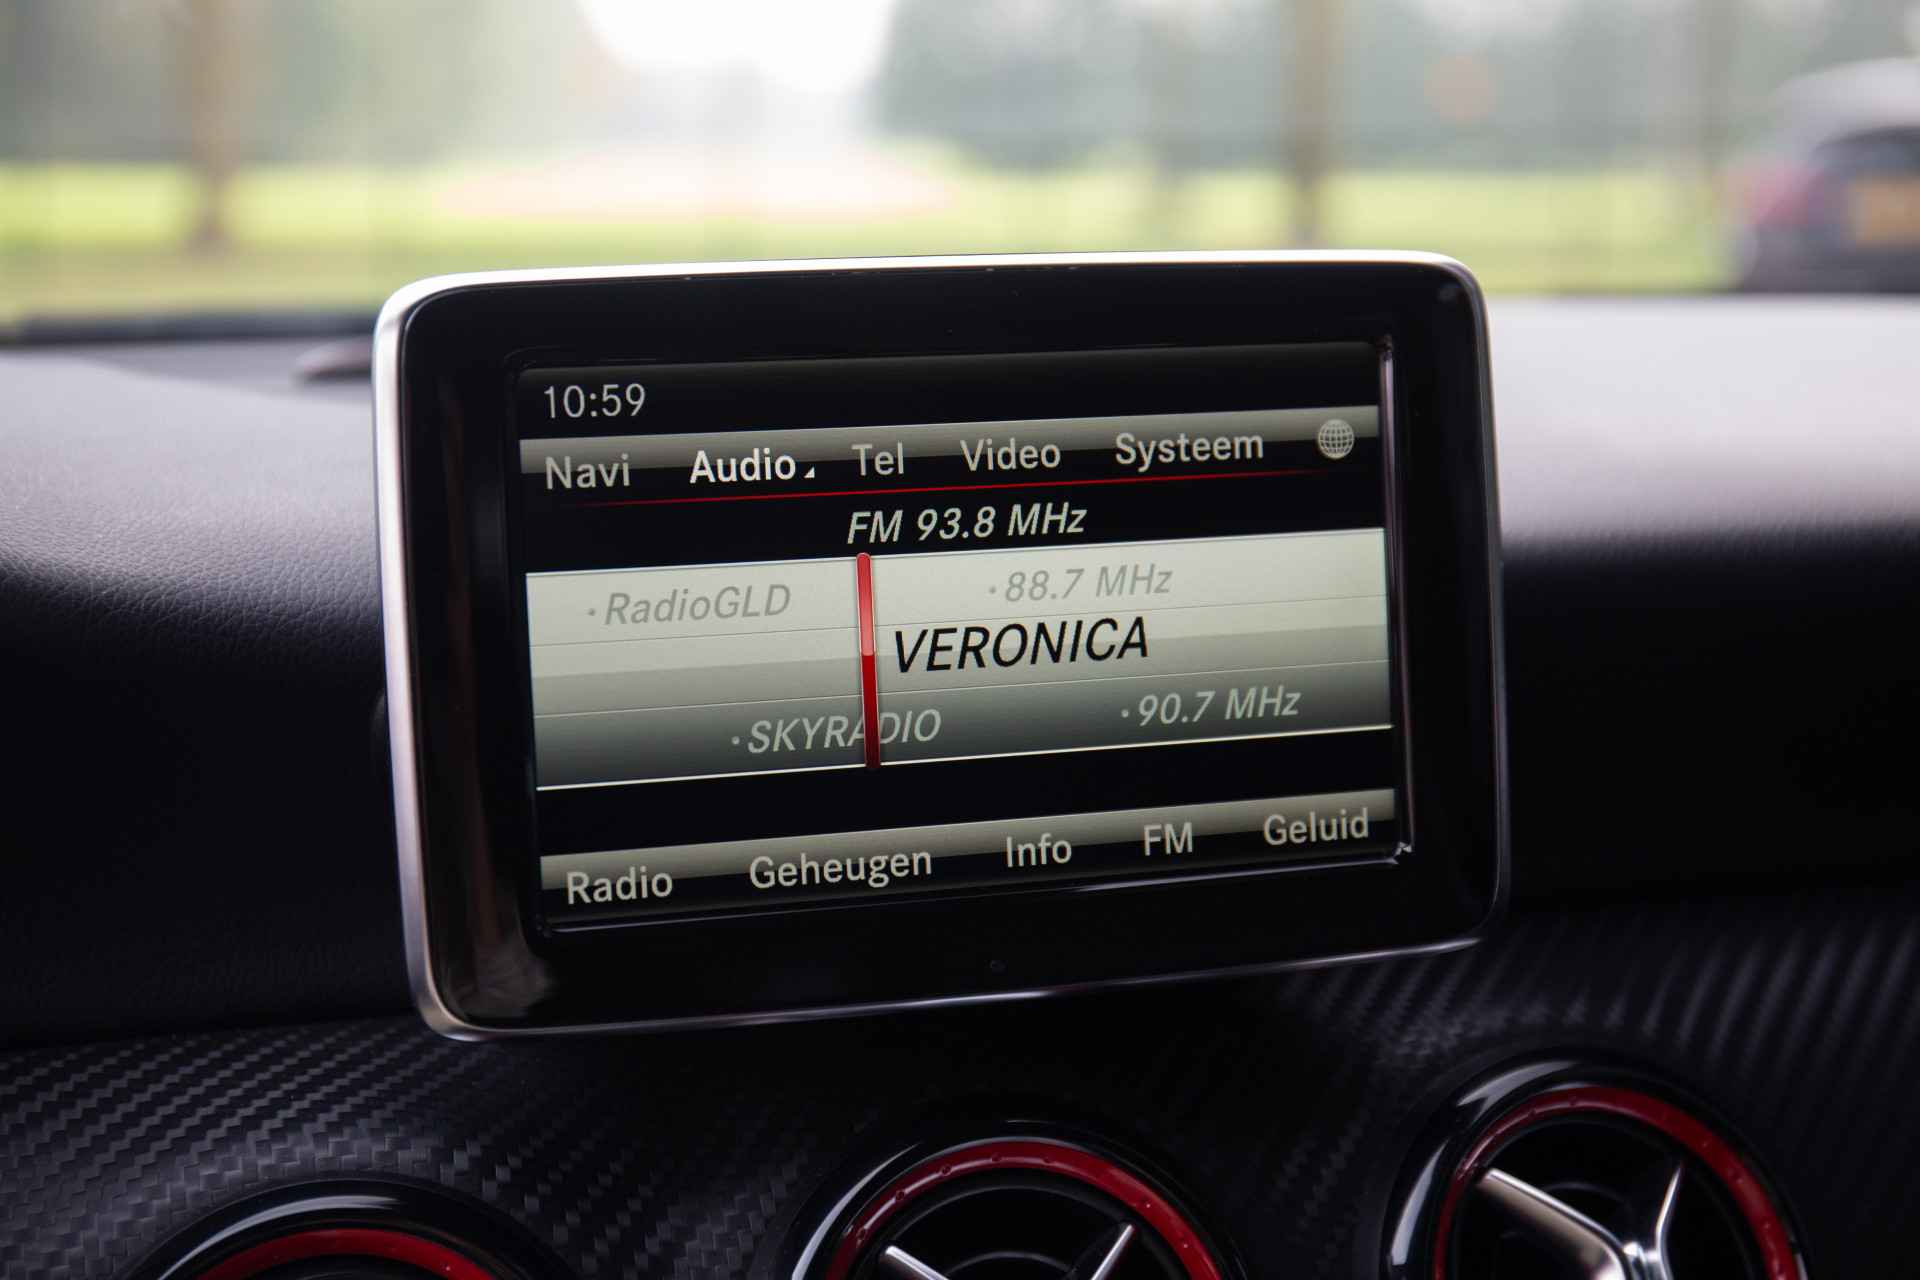 10:59
Navi Audio Tel Video Systeem
FM 93.8 MHz
RadioGLD 88.7 MHz
VERONICA
SKYRADIO 90.7 MHz
Radio Geheugen Info FM Geluid